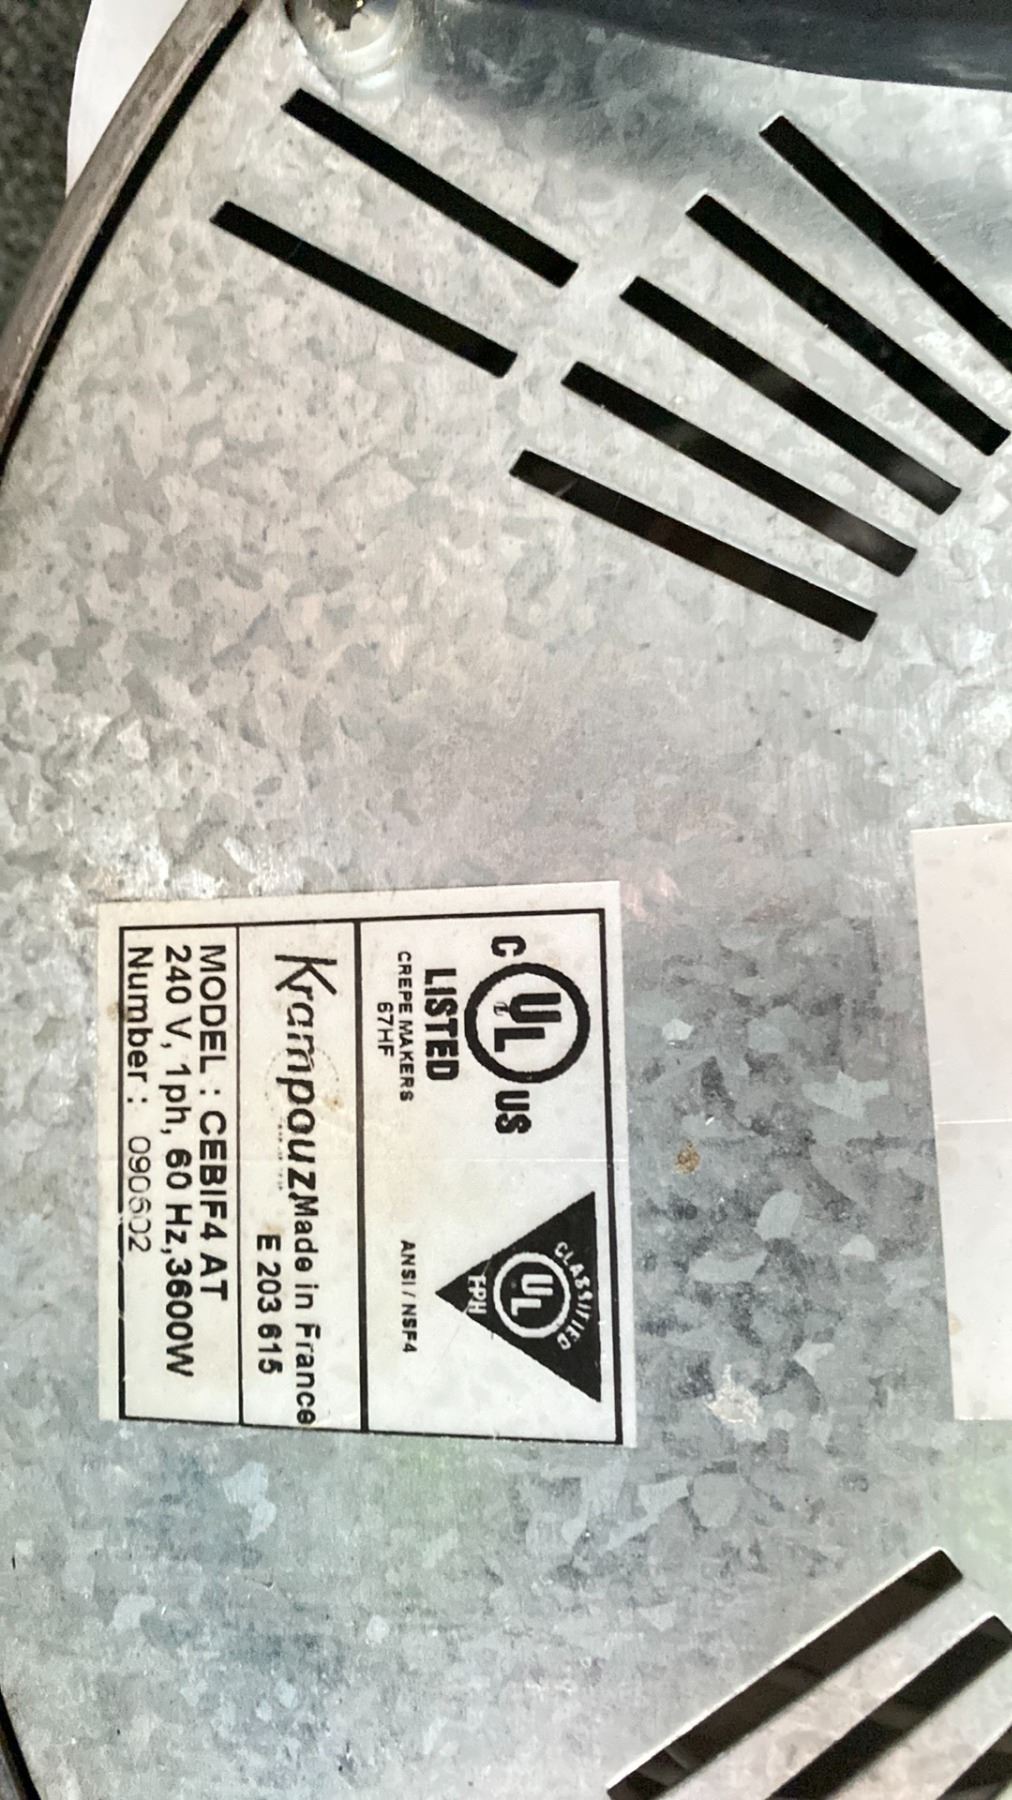 C UL US
LISTED
CREPE MAKERS
67HF
CLASSIFIED
UL
EPH
ANSI / NSF4
Krampouz Made in France
E 203 615
MODEL : CEBIF4 AT
240 V, 1ph, 60 Hz,3600W
Number : 090602